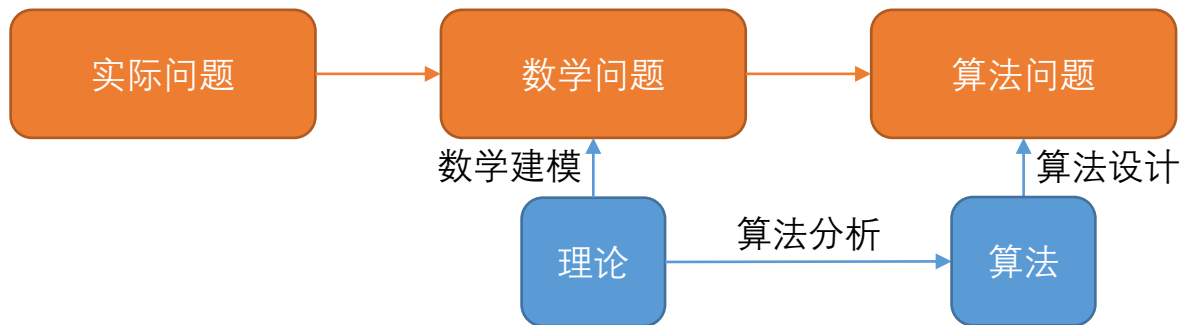 实际问题
数学问题
算法问题
数学建模
算法设计
算法分析
理论
算法